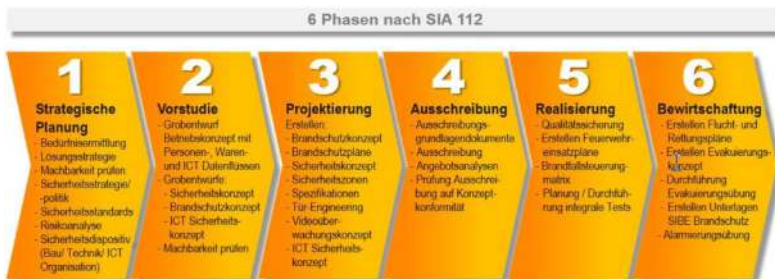 6 Phasen nach SIA 112
1
Strategische
Planung
- Bedürfnisermittlung
- Lösungsstrategie
- Machbarkeit prüfen
- Sicherheitsstrategie/
-politik
- Sicherheitsstandards
- Risikoanalyse
- Sicherheitsdispositiv
(Bau/ Technik/ ICT
Organisation)
2
Vorstudie
- Grobentwurf
Betriebskonzept mit
Personen-, Waren-
und ICT Datenflüssen
- Grobentwürfe:
- Sicherheitskonzept
- Brandschutzkonzept
- ICT Sicherheits-
konzept
- Machbarkeit prüfen
3
Projektierung
Erstellen:
- Brandschutzkonzept
- Brandschutzpläne
- Sicherheitskonzept
- Sicherheitszonen
- Spezifikationen
- Tür Engineering
- Videoüber-
wachungskonzept
- ICT Sicherheits-
konzept
4
Ausschreibung
- Ausschreibungs-
grundlagendokumente
- Ausschreibung
- Angebotsanalysen
- Prüfung Ausschrei-
bung auf Konzept-
konformität
5
Realisierung
- Qualitätssicherung
- Erstellen Feuerwehr-
einsatzpläne
- Brandfallsteuerung-
matrix
- Planung / Durchfüh-
rung integrale Tests
6
Bewirtschaftung
- Erstellen Flucht- und
Rettungspläne
- Erstellen Evakuierungs-
konzept
- Durchführung
Evakuierungsübung
- Erstellen Unterlagen
SIBE Brandschutz
- Alarmierungsübung